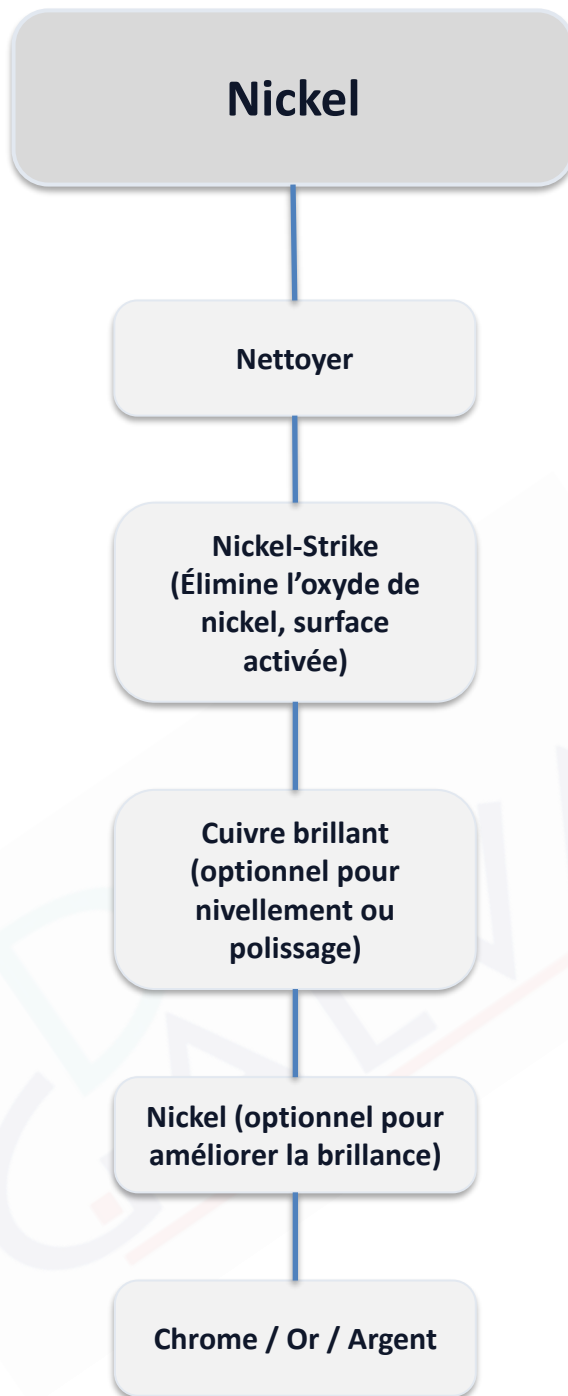 Nickel
Nettoyer
Nickel-Strike
(Élimine l’oxyde de
nickel, surface
activée)
Cuivre brillant
(optionnel pour
nivellement ou
polissage)
Nickel (optionnel pour
améliorer la brillance)
Chrome / Or / Argent